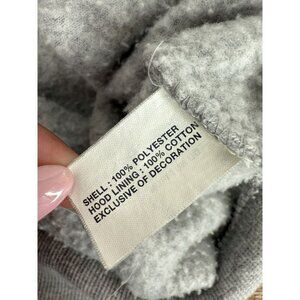 SHELL : 100% POLYESTER
HOOD LINING : 100% COTTON
EXCLUSIVE OF DECORATION